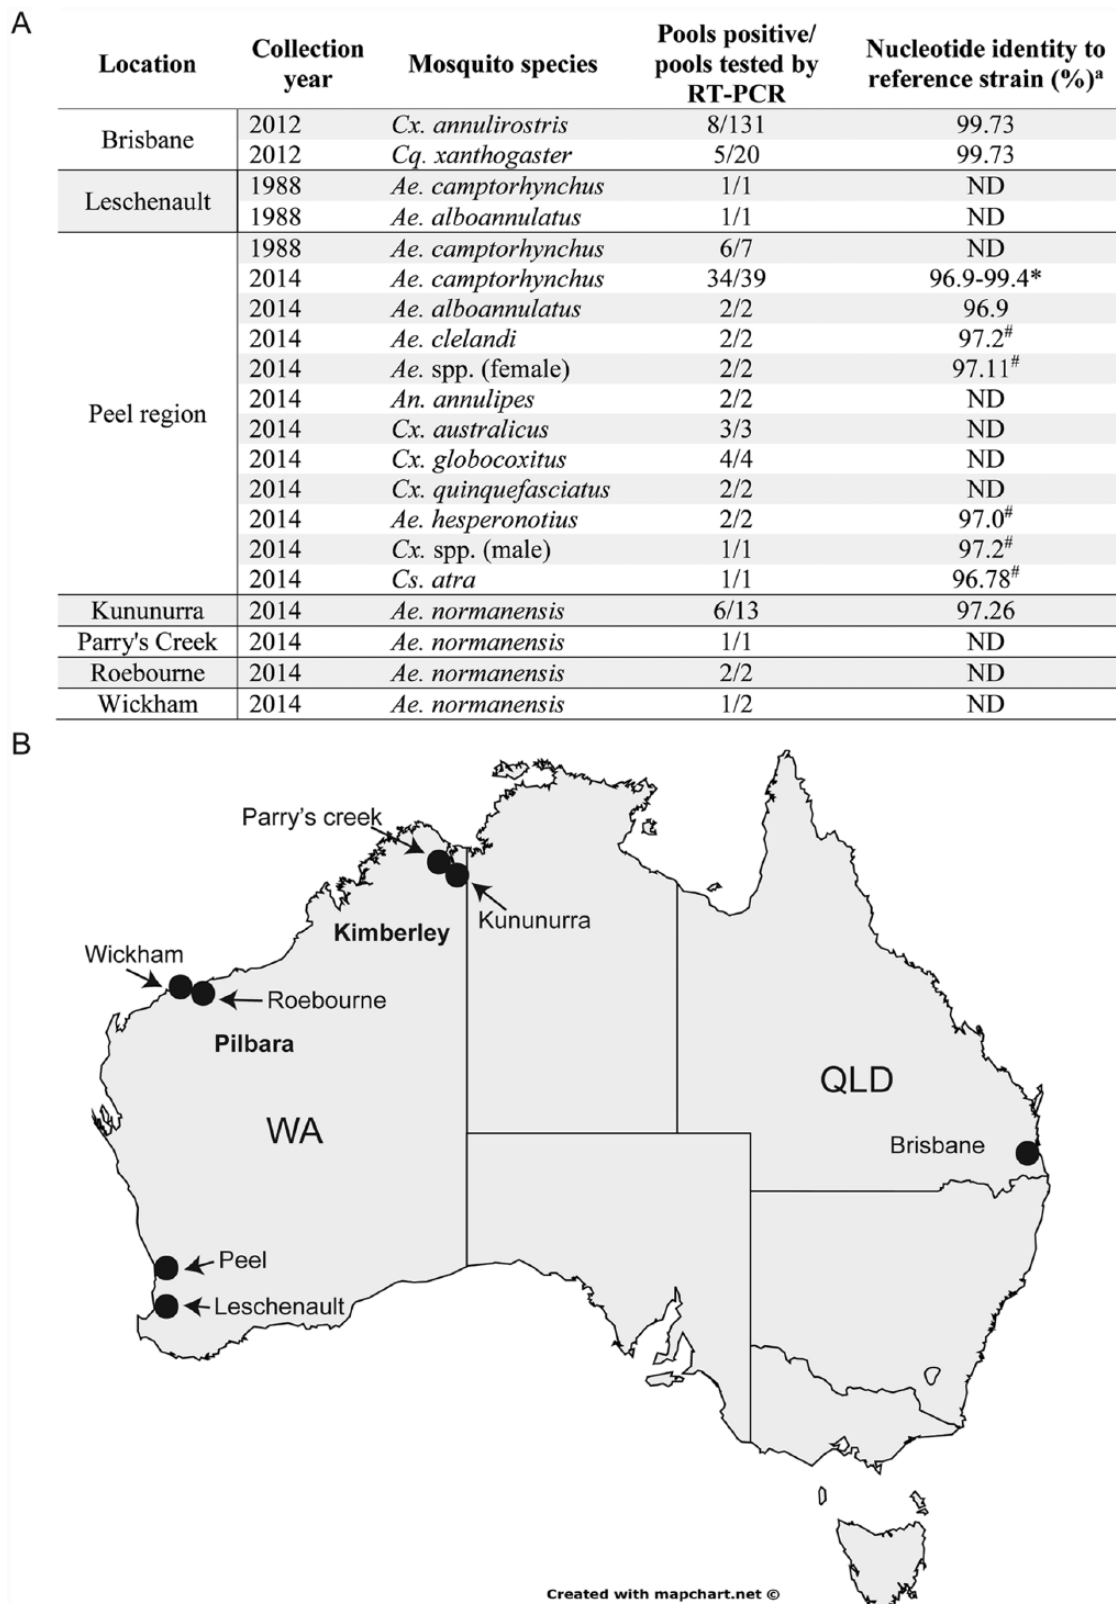 A
Location Collection year Mosquito species Pools positive/ pools tested by RT-PCR Nucleotide identity to reference strain (%)ᵃ
Brisbane 2012 Cx. annulirostris 8/131 99.73
2012 Cq. xanthogaster 5/20 99.73
Leschenault 1988 Ae. camptorhynchus 1/1 ND
1988 Ae. alboannulatus 1/1 ND
Peel region 1988 Ae. camptorhynchus 6/7 ND
2014 Ae. camptorhynchus 34/39 96.9-99.4*
2014 Ae. alboannulatus 2/2 96.9
2014 Ae. clelandi 2/2 97.2#
2014 Ae. spp. (female) 2/2 97.11#
2014 An. annulipes 2/2 ND
2014 Cx. australicus 3/3 ND
2014 Cx. globocoxitus 4/4 ND
2014 Cx. quinquefasciatus 2/2 ND
2014 Ae. hesperonotius 2/2 97.0#
2014 Cx. spp. (male) 1/1 97.2#
2014 Cs. atra 1/1 96.78#
Kununurra 2014 Ae. normanensis 6/13 97.26
Parry's Creek 2014 Ae. normanensis 1/1 ND
Roebourne 2014 Ae. normanensis 2/2 ND
Wickham 2014 Ae. normanensis 1/2 ND
B
Parry's creek
Kununurra
Kimberley
Wickham
Roebourne
Pilbara
QLD
WA
Brisbane
Peel
Leschenault
Created with mapchart.net ©